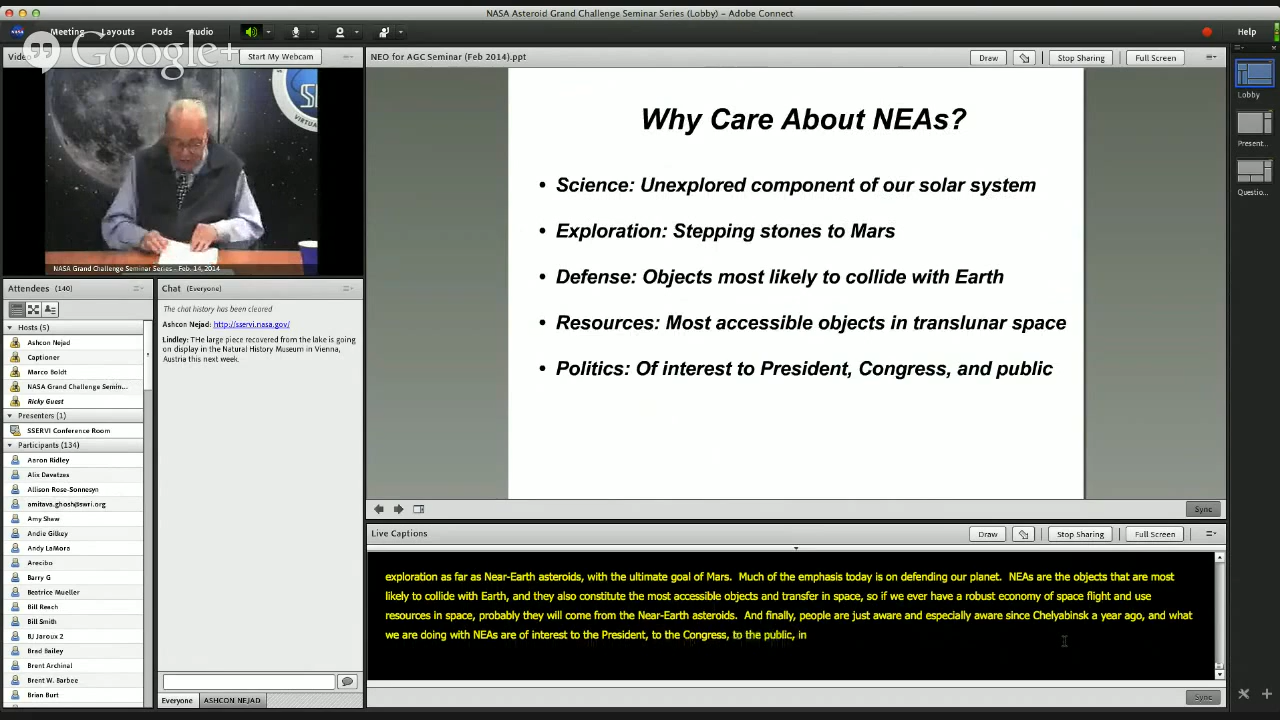 NASA Asteroid Grand Challenge Seminar Series (Lobby) - Adobe Connect
Meeting Layouts Pods Audio Help
Google+
Video
Start My Webcam
NASA Grand Challenge Seminar Series - Feb. 14, 2014
NEO for AGC Seminar (Feb 2014).ppt
Draw
Stop Sharing
Full Screen
Why Care About NEAs?
• Science: Unexplored component of our solar system
• Exploration: Stepping stones to Mars
• Defense: Objects most likely to collide with Earth
• Resources: Most accessible objects in translunar space
• Politics: Of interest to President, Congress, and public
Sync
Lobby
Present...
Questio...
Attendees (140)
Hosts (5)
Ashcon Nejad
Captioner
Marco Boldt
NASA Grand Challenge Semin...
Ricky Guest
Presenters (1)
SSERVI Conference Room
Participants (134)
Aaron Ridley
Alix Davatzes
Allison Rose-Sonnesyn
amitava.ghosh@swri.org
Amy Shaw
Andie Gilkey
Andy LaMora
Arecibo
Barry G
Beatrice Mueller
Bill Reach
Bill Smith
BJ Jaroux 2
Brad Bailey
Brent Archinal
Brent W. Barbee
Brian Burt
Chat (Everyone)
The chat history has been cleared
Ashcon Nejad: http://sservi.nasa.gov/
Lindley: The large piece recovered from the lake is going
on display in the Natural History Museum in Vienna,
Austria this next week.
Everyone
ASHCON NEJAD
Live Captions
Draw
Stop Sharing
Full Screen
exploration as far as Near-Earth asteroids, with the ultimate goal of Mars. Much of the emphasis today is on defending our planet. NEAs are the objects that are most
likely to collide with Earth, and they also constitute the most accessible objects and transfer in space, so if we ever have a robust economy of space flight and use
resources in space, probably they will come from the Near-Earth asteroids. And finally, people are just aware and especially aware since Chelyabinsk a year ago, and what
we are doing with NEAs are of interest to the President, to the Congress, to the public, in
Sync